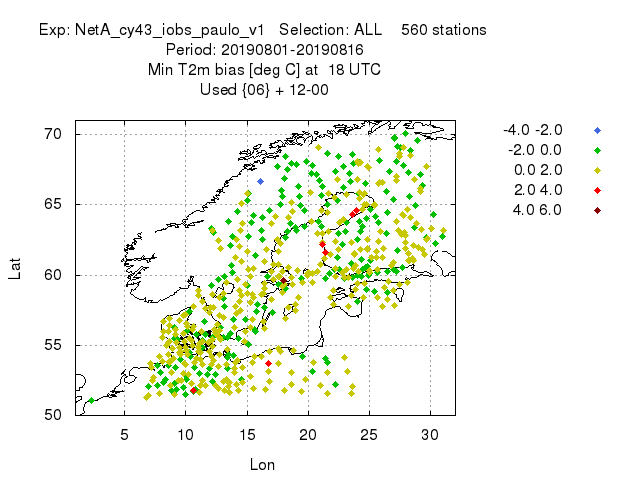 Exp: NetA_cy43_iobs_paulo_v1 Selection: ALL 560 stations
Period: 20190801-20190816
Min T2m bias [deg C] at 18 UTC
Used {06} + 12-00
-4.0 -2.0
-2.0 0.0
0.0 2.0
2.0 4.0
4.0 6.0
70
65
60
55
50
Lat
5 10 15 20 25 30
Lon